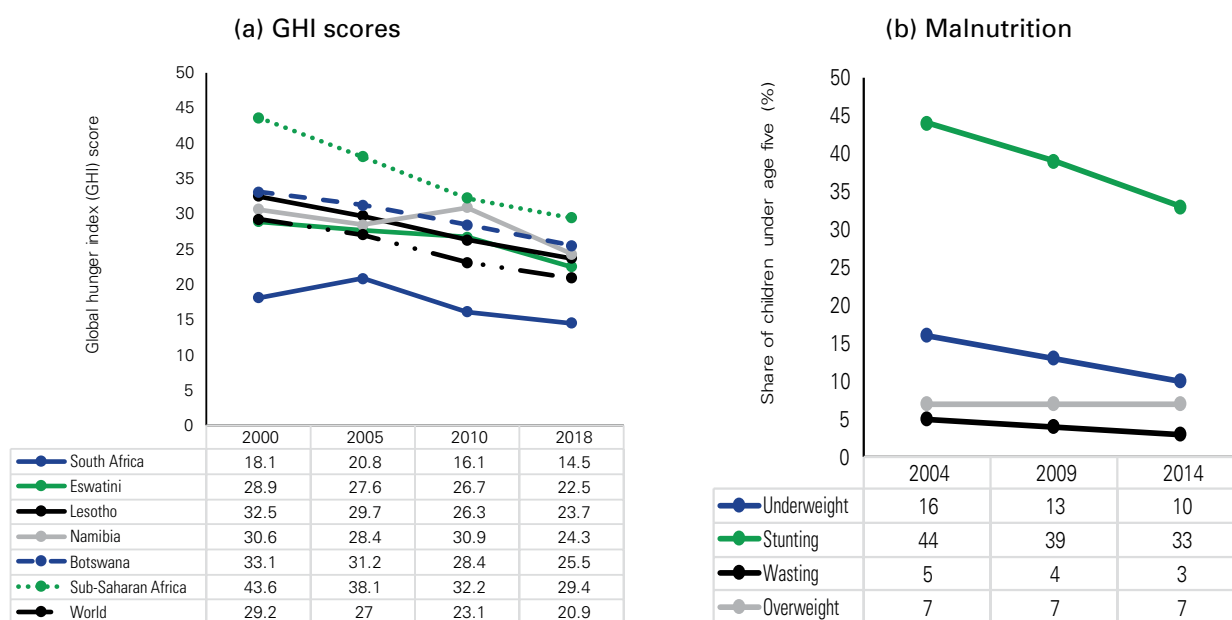 (a) GHI scores
Global hunger index (GHI) score
50
45
40
35
30
25
20
15
10
5
0
2000 2005 2010 2018
South Africa 18.1 20.8 16.1 14.5
Eswatini 28.9 27.6 26.7 22.5
Lesotho 32.5 29.7 26.3 23.7
Namibia 30.6 28.4 30.9 24.3
Botswana 33.1 31.2 28.4 25.5
Sub-Saharan Africa 43.6 38.1 32.2 29.4
World 29.2 27 23.1 20.9
(b) Malnutrition
Share of children under age five (%)
50
45
40
35
30
25
20
15
10
5
0
2004 2009 2014
Underweight 16 13 10
Stunting 44 39 33
Wasting 5 4 3
Overweight 7 7 7